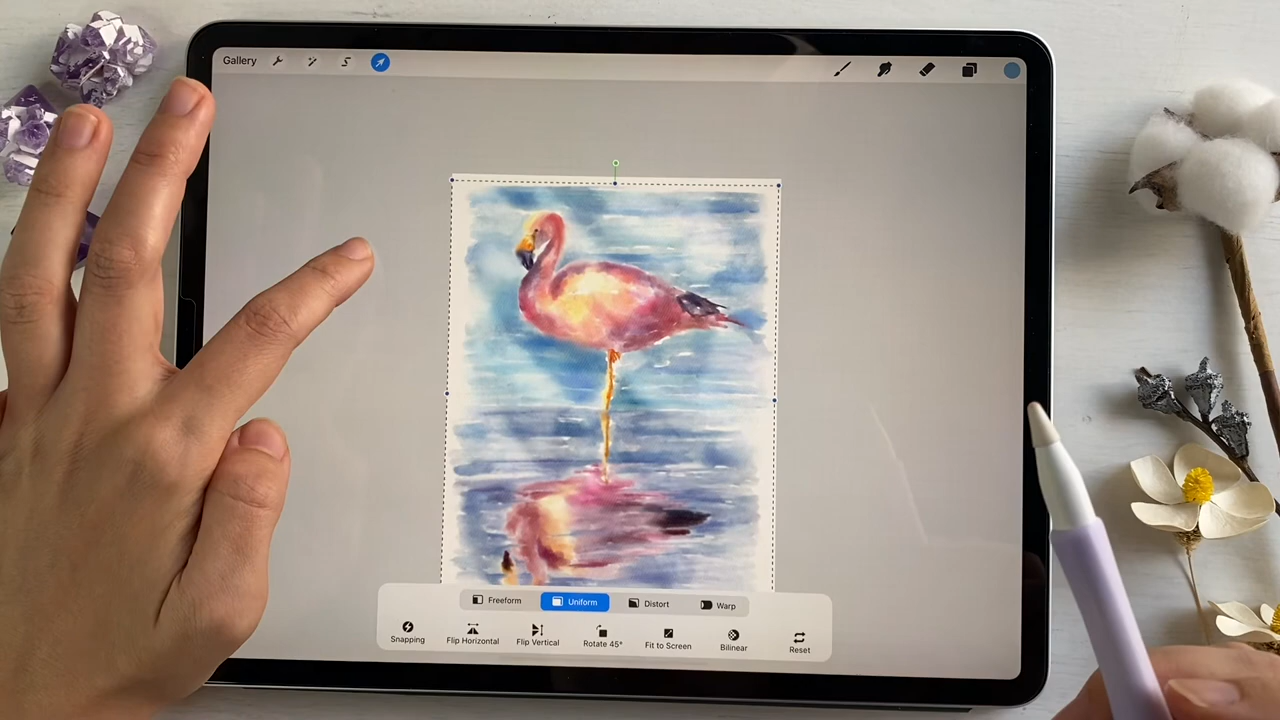 Gallery
Freeform Uniform Distort Warp
Snapping Flip Horizontal Flip Vertical Rotate 45° Fit to Screen Bilinear Reset